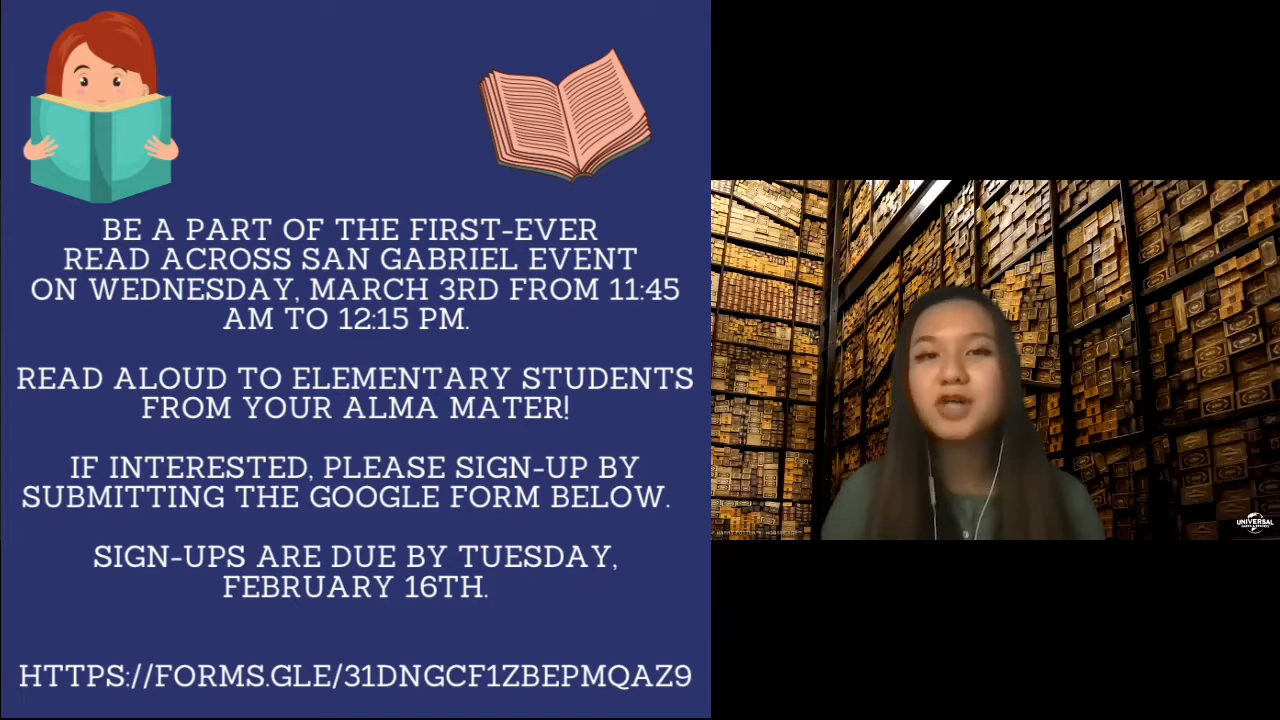 BE A PART OF THE FIRST-EVER
READ ACROSS SAN GABRIEL EVENT
ON WEDNESDAY, MARCH 3RD FROM 11:45
AM TO 12:15 PM.
READ ALOUD TO ELEMENTARY STUDENTS
FROM YOUR ALMA MATER!
IF INTERESTED, PLEASE SIGN-UP BY
SUBMITTING THE GOOGLE FORM BELOW.
SIGN-UPS ARE DUE BY TUESDAY,
FEBRUARY 16TH.
HTTPS://FORMS.GLE/31DNGCF1ZBEPMQAZ9
UNIVERSAL